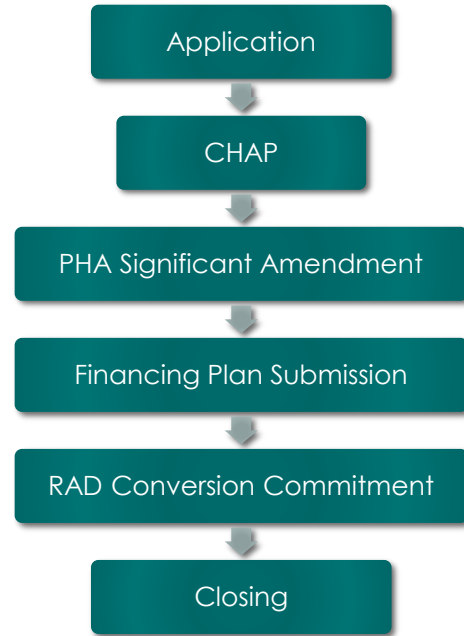 Application
CHAP
PHA Significant Amendment
Financing Plan Submission
RAD Conversion Commitment
Closing